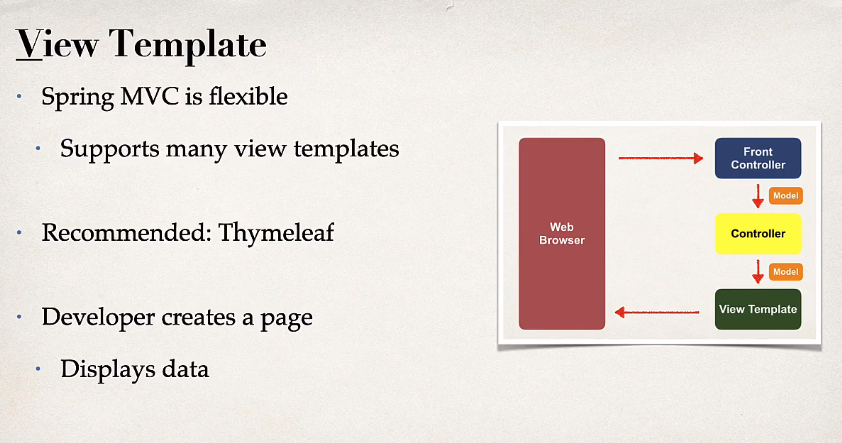 View Template
Spring MVC is flexible
Supports many view templates
Recommended: Thymeleaf
Developer creates a page
Displays data
Web
Browser
Front
Controller
Model
Controller
Model
View Template